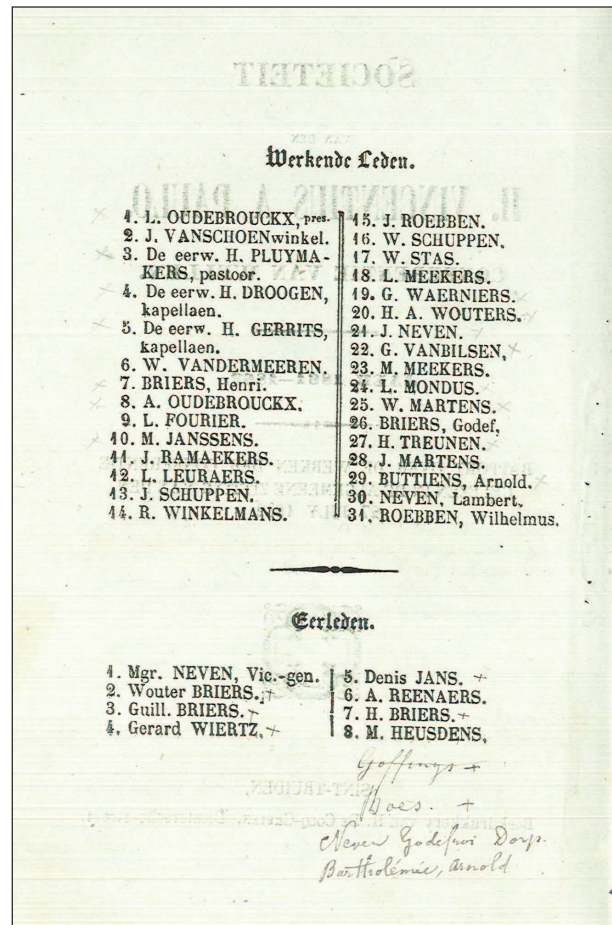 Werkende Leden.
1. L. OUDEBROUCKX, pres.
2. J. VANSCHOENwinkel.
3. De eerw. H. PLUYMA-
KERS, pastoor.
4. De eerw. H. DROOGEN,
kapellaen.
5. De eerw. H. GERRITS,
kapellaen.
6. W. VANDERMEEREN.
7. BRIERS, Henri.
8. A. OUDEBROUCKX.
9. L. FOURIER.
10. M. JANSSENS.
11. J. RAMAEKERS.
12. L. LEURAERS.
13. J. SCHUPPEN.
14. R. WINKELMANS.
15. J. ROEBBEN.
16. W. SCHUPPEN.
17. W. STAS.
18. L. MEEKERS.
19. G. WAERNIERS.
20. H. A. WOUTERS.
21. J. NEVEN.
22. G. VANBILSEN,
23. M. MEEKERS.
24. L. MONDUS.
25. W. MARTENS.
26. BRIERS, Godef.
27. H. TREUNEN.
28. J. MARTENS.
29. BUTTIENS, Arnold.
30. NEVEN, Lambert.
31. ROEBBEN, Wilhelmus.
Eerleden.
1. Mgr. NEVEN, Vic.-gen.
2. Wouter BRIERS. +
3. Guill. BRIERS. +
4. Gerard WIERTZ. +
5. Denis JANS. +
6. A. REENAERS.
7. H. BRIERS. +
8. M. HEUSDENS.
Goffings +
+
Neven Godefroi Dorp.
Bartholémée, Arnold